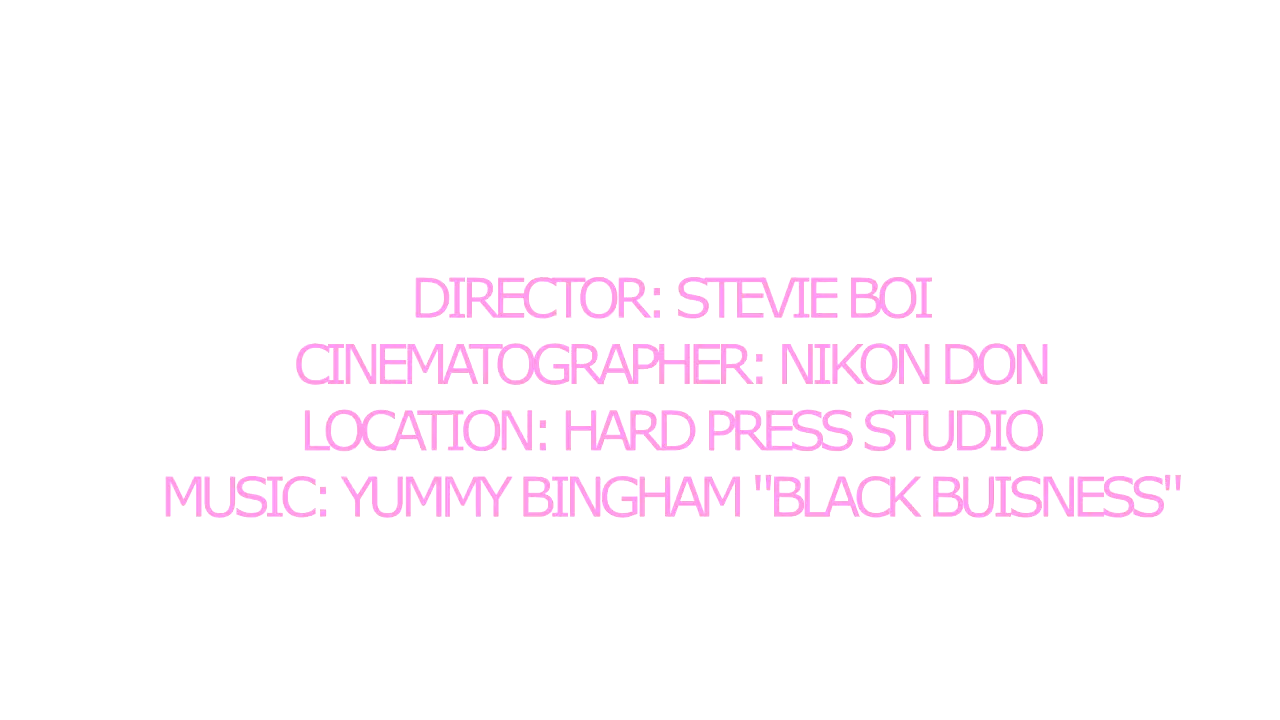 DIRECTOR: STEVIE BOI
CINEMATOGRAPHER: NIKON DON
LOCATION: HARD PRESS STUDIO
MUSIC: YUMMY BINGHAM "BLACK BUISNESS"